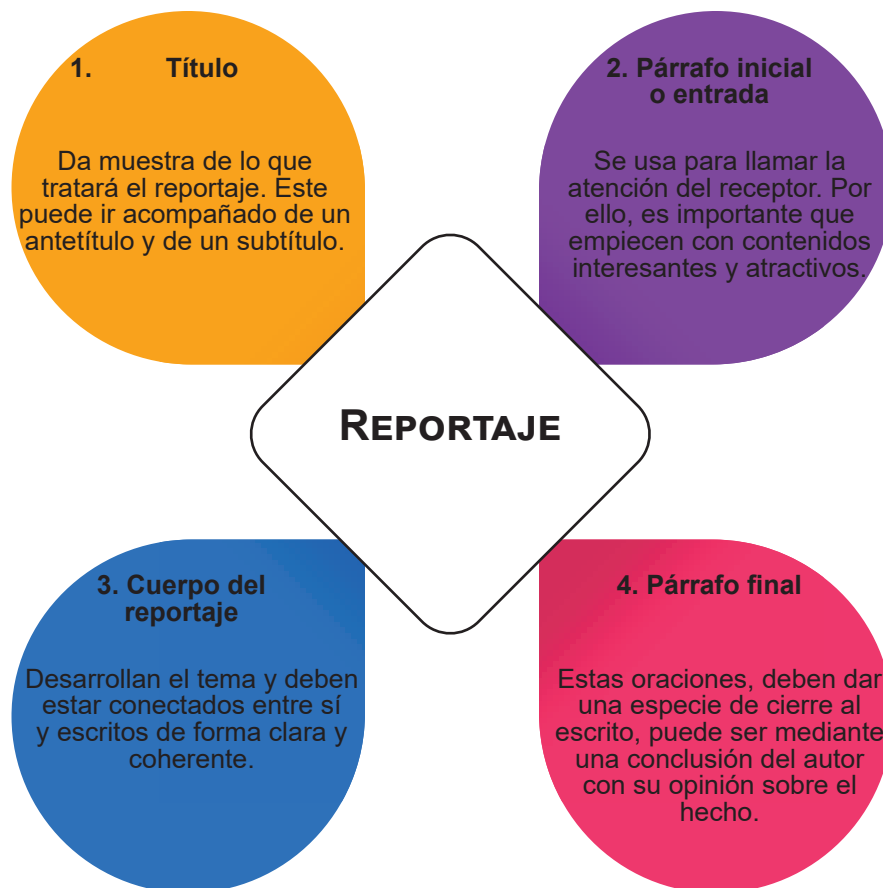 1. Título
Da muestra de lo que
tratará el reportaje. Este
puede ir acompañado de un
antetítulo y de un subtítulo.
2. Párrafo inicial
o entrada
Se usa para llamar la
atención del receptor. Por
ello, es importante que
empiecen con contenidos
interesantes y atractivos.
REPORTAJE
3. Cuerpo del
reportaje
Desarrollan el tema y deben
estar conectados entre sí
y escritos de forma clara y
coherente.
4. Párrafo final
Estas oraciones, deben dar
una especie de cierre al
escrito, puede ser mediante
una conclusión del autor
con su opinión sobre el
hecho.